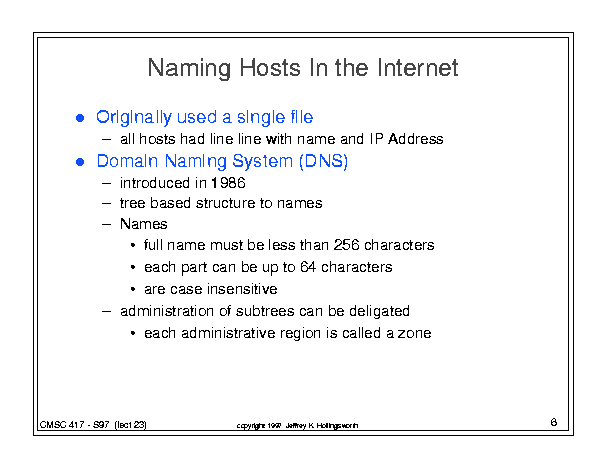 Naming Hosts In the Internet
● Originally used a single file
– all hosts had line line with name and IP Address
● Domain Naming System (DNS)
– introduced in 1986
– tree based structure to names
– Names
• full name must be less than 256 characters
• each part can be up to 64 characters
• are case insensitive
– administration of subtrees can be deligated
• each administrative region is called a zone
CMSC 417 - S97 (lect 23)
copyright 1997 Jeffrey K. Hollingsworth
6